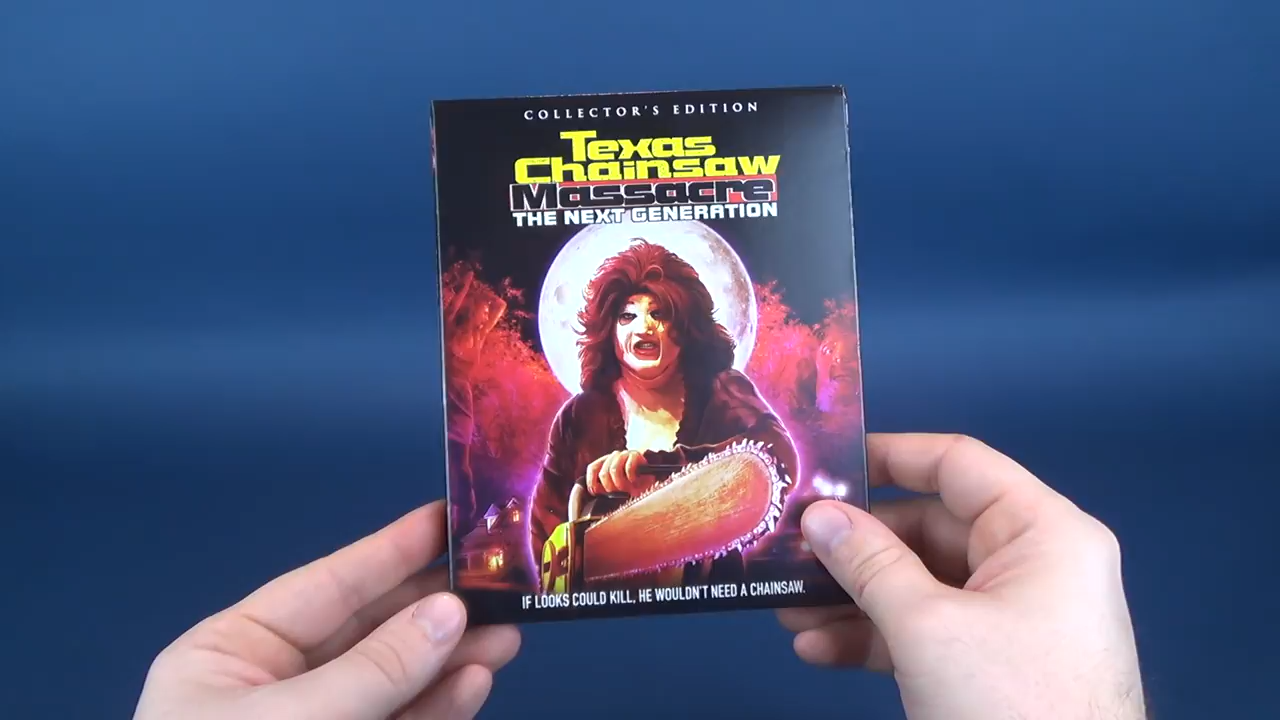 COLLECTOR'S EDITION
Texas
Chainsaw
Massacre
THE NEXT GENERATION
IF LOOKS COULD KILL, HE WOULDN'T NEED A CHAINSAW.